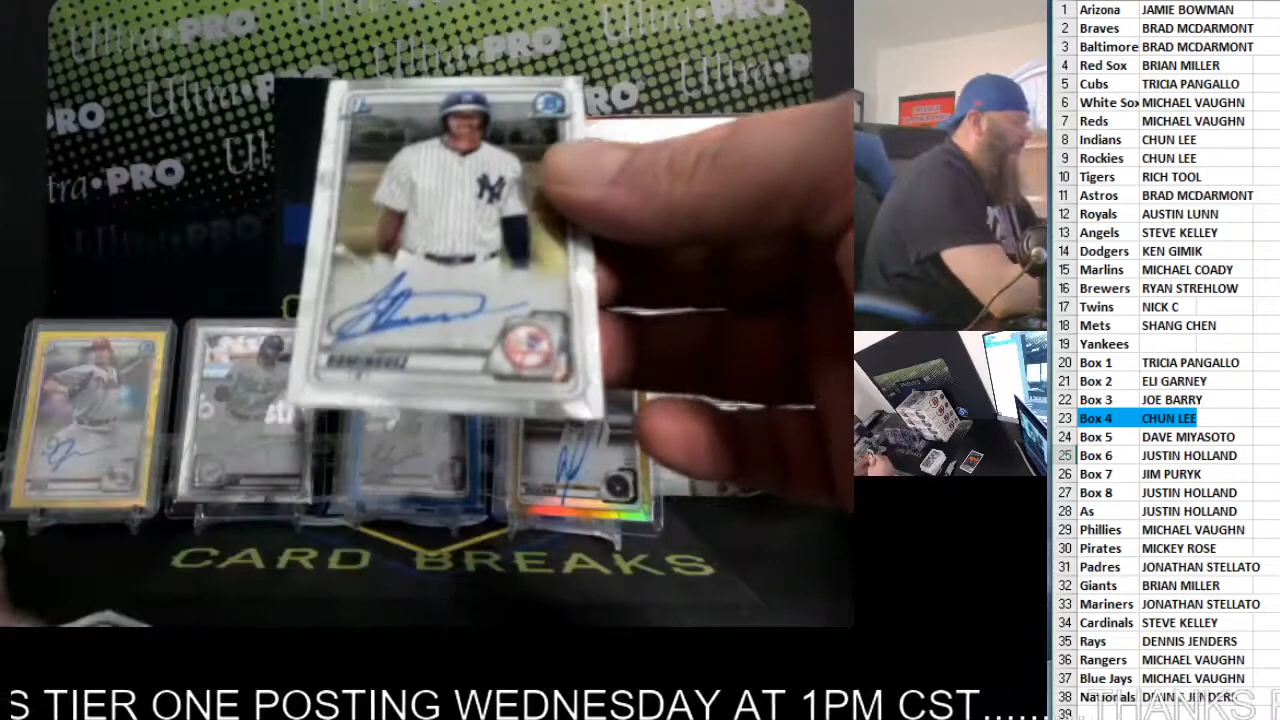 Ultra•PRO
Ultra•PRO
Ultra•PRO
PRO
tra•PRO
NY
CARD BREAKS
1 Arizona JAMIE BOWMAN
2 Braves BRAD MCDARMONT
3 Baltimore BRAD MCDARMONT
4 Red Sox BRIAN MILLER
5 Cubs TRICIA PANGALLO
6 White Sox MICHAEL VAUGHN
7 Reds MICHAEL VAUGHN
8 Indians CHUN LEE
9 Rockies CHUN LEE
10 Tigers RICH TOOL
11 Astros BRAD MCDARMONT
12 Royals AUSTIN LUNN
13 Angels STEVE KELLEY
14 Dodgers KEN GIMIK
15 Marlins MICHAEL COADY
16 Brewers RYAN STREHLOW
17 Twins NICK C
18 Mets SHANG CHEN
19 Yankees
20 Box 1 TRICIA PANGALLO
21 Box 2 ELI GARNEY
22 Box 3 JOE BARRY
23 Box 4 CHUN LEE
24 Box 5 DAVE MIYASOTO
25 Box 6 JUSTIN HOLLAND
26 Box 7 JIM PURYK
27 Box 8 JUSTIN HOLLAND
28 As JUSTIN HOLLAND
29 Phillies MICHAEL VAUGHN
30 Pirates MICKEY ROSE
31 Padres JONATHAN STELLATO
32 Giants BRIAN MILLER
33 Mariners JONATHAN STELLATO
34 Cardinals STEVE KELLEY
35 Rays DENNIS JENDERS
36 Rangers MICHAEL VAUGHN
37 Blue Jays MICHAEL VAUGHN
38 Nationals
39
S TIER ONE POSTING WEDNESDAY AT 1PM CST.........THANKS F